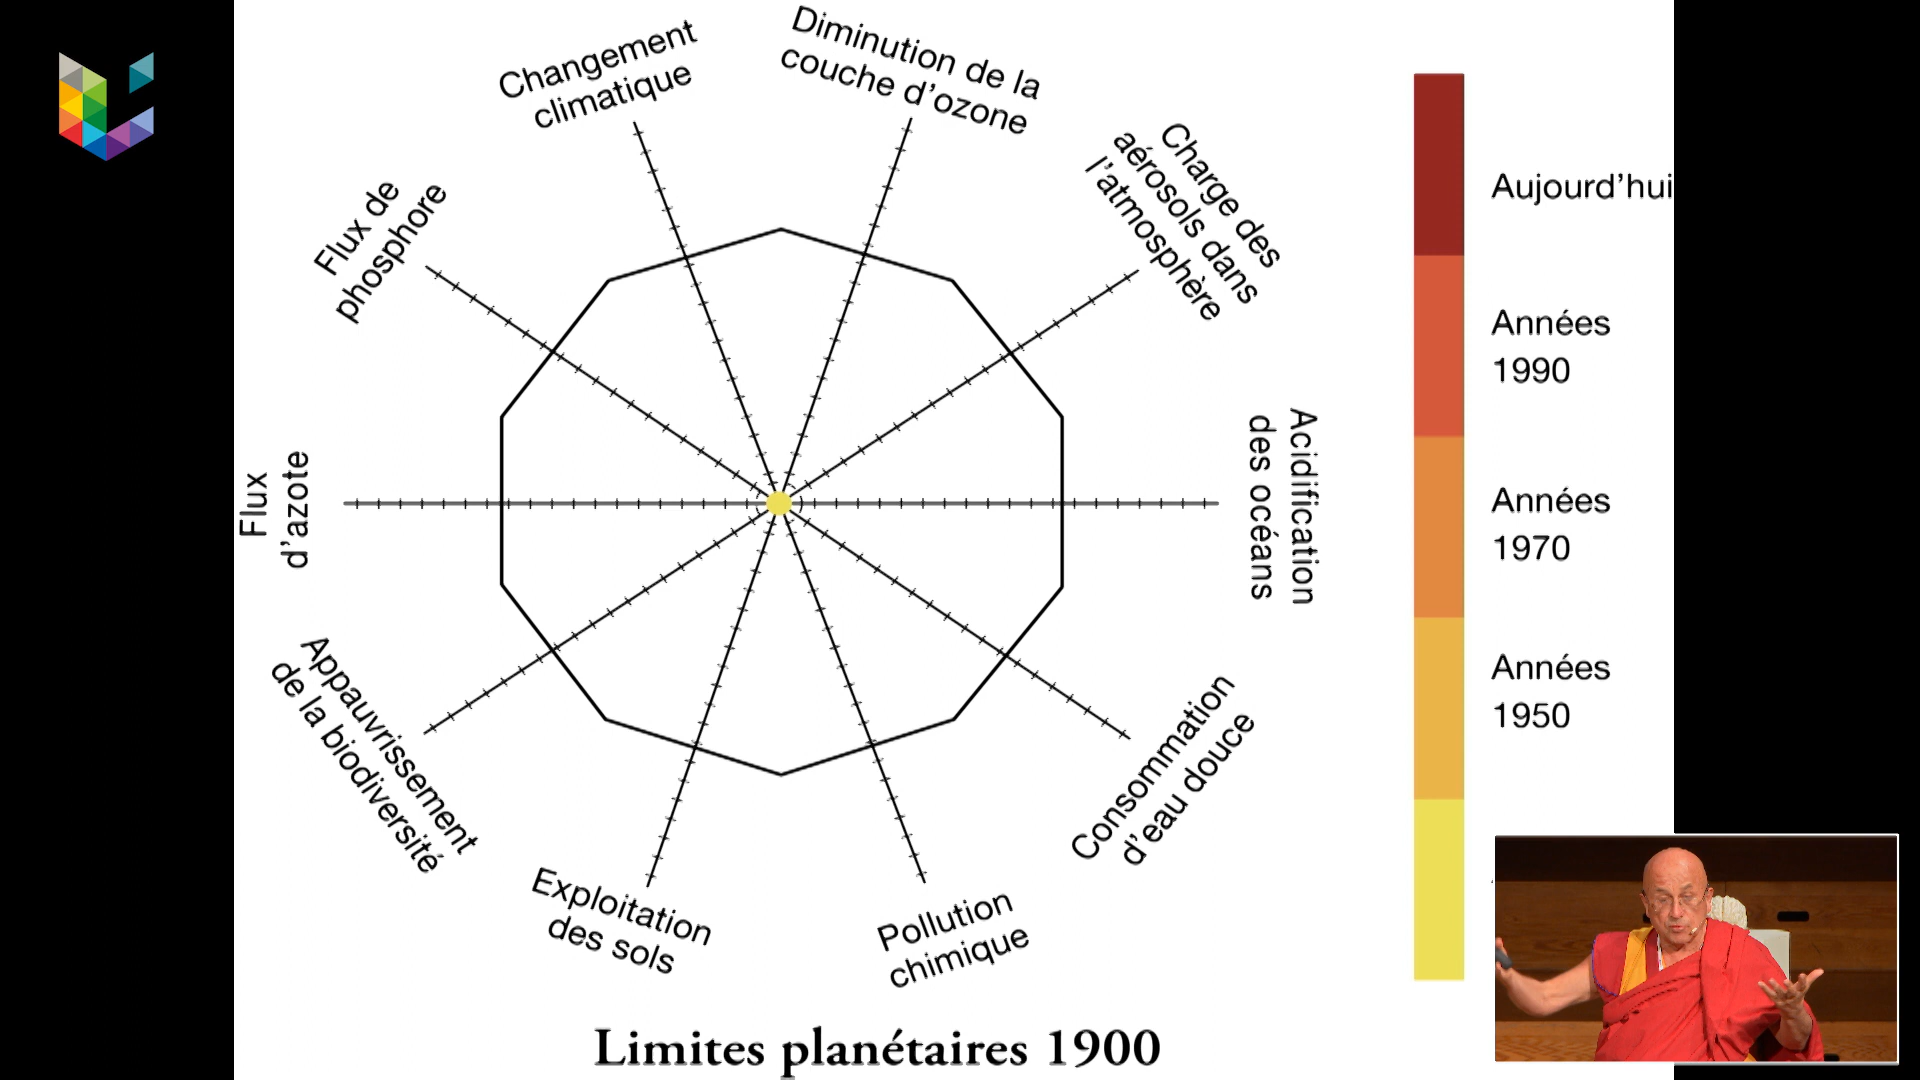 Changement
climatique
Diminution de la
couche d’ozone
Charge des
aérosols dans
l’atmosphère
Acidification
des océans
Consommation
d’eau douce
Pollution
chimique
Exploitation
des sols
Appauvrissement
de la biodiversité
Flux
d’azote
Flux de
phosphore
Aujourd’hui
Années
1990
Années
1970
Années
1950
Limites planétaires 1900